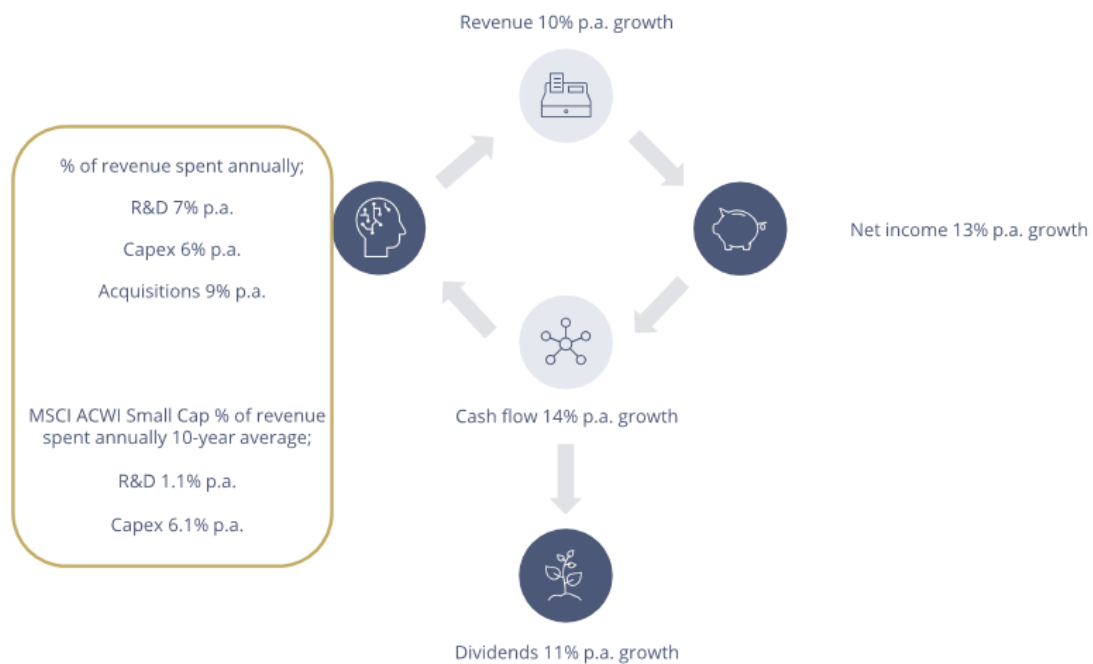 Revenue 10% p.a. growth
% of revenue spent annually;
R&D 7% p.a.
Capex 6% p.a.
Acquisitions 9% p.a.
Net income 13% p.a. growth
MSCI ACWI Small Cap % of revenue
spent annually 10-year average;
R&D 1.1% p.a.
Capex 6.1% p.a.
Cash flow 14% p.a. growth
Dividends 11% p.a. growth